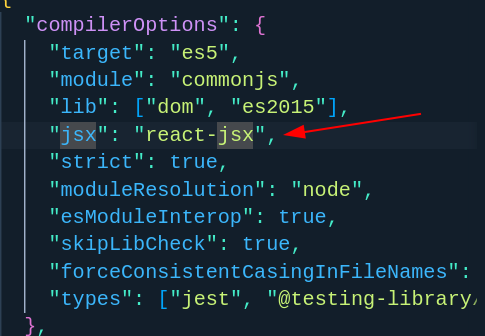 {
"compilerOptions": {
"target": "es5",
"module": "commonjs",
"lib": ["dom", "es2015"],
"jsx": "react-jsx",
"strict": true,
"moduleResolution": "node",
"esModuleInterop": true,
"skipLibCheck": true,
"forceConsistentCasingInFileNames":
"types": ["jest", "@testing-library/
},